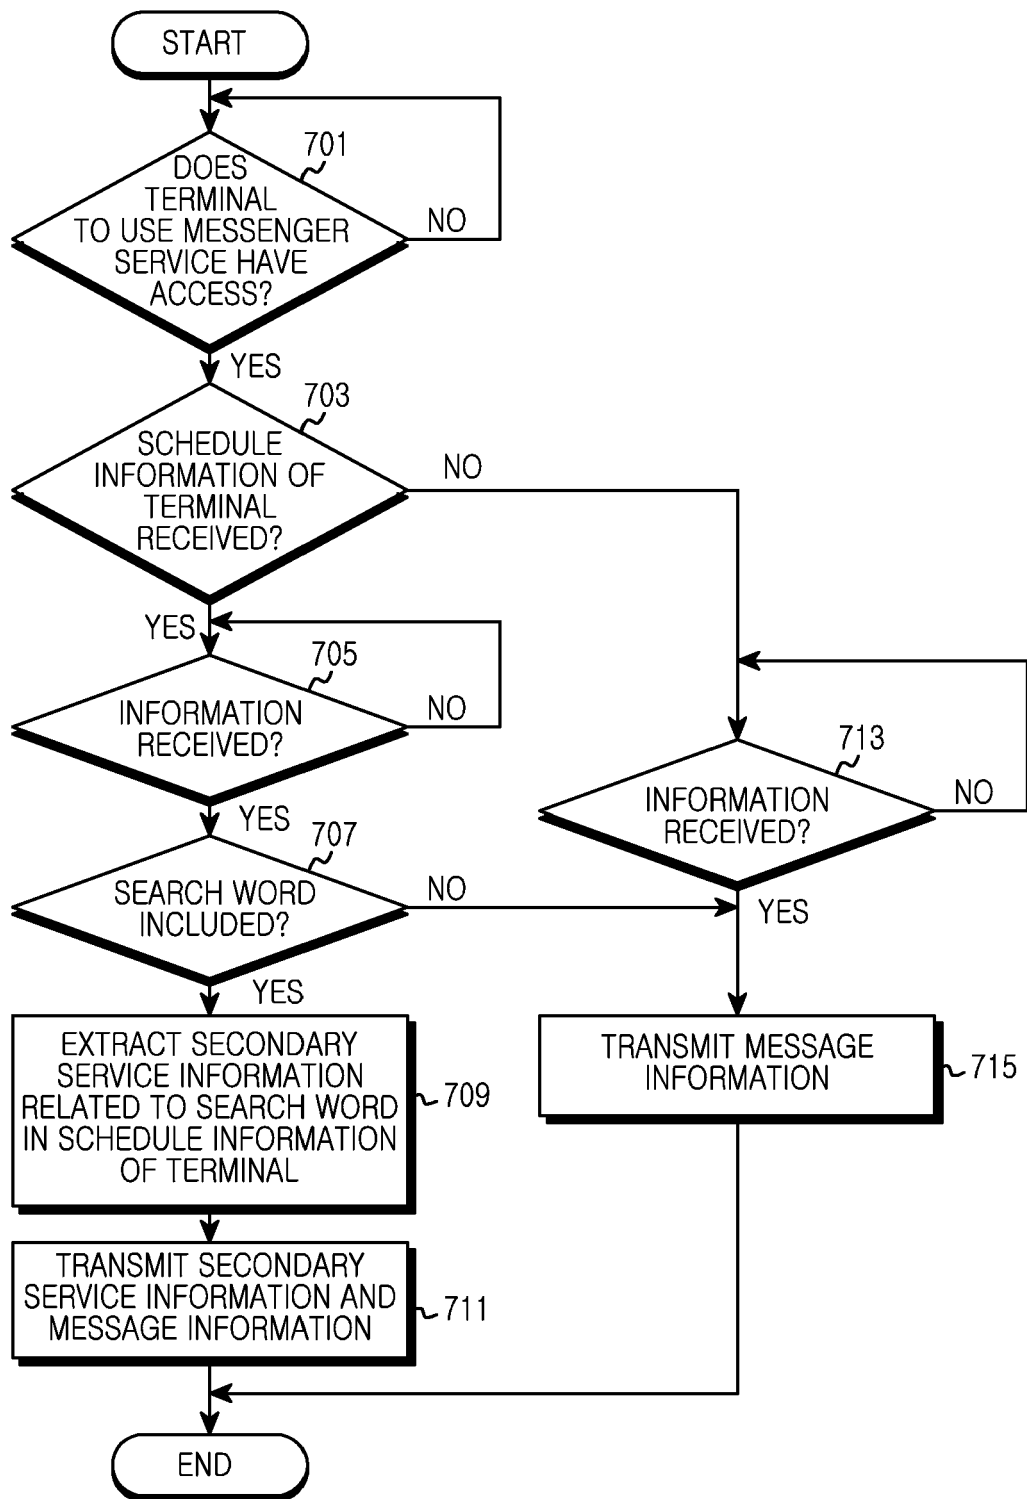 START
701
DOES
TERMINAL
TO USE MESSENGER
SERVICE HAVE
ACCESS?
NO
YES
703
SCHEDULE
INFORMATION OF
TERMINAL
RECEIVED?
NO
YES
705
INFORMATION
RECEIVED?
NO
713
INFORMATION
RECEIVED?
NO
YES
YES
707
SEARCH WORD
INCLUDED?
NO
YES
EXTRACT SECONDARY
SERVICE INFORMATION
RELATED TO SEARCH WORD
IN SCHEDULE INFORMATION
OF TERMINAL
709
TRANSMIT MESSAGE
INFORMATION
715
TRANSMIT SECONDARY
SERVICE INFORMATION AND
MESSAGE INFORMATION
711
END